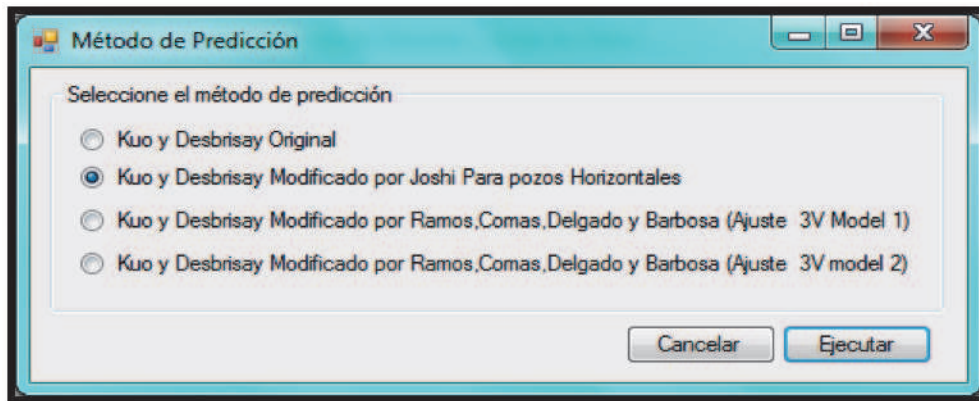 Método de Predicción
Seleccione el método de predicción
Kuo y Desbrisay Original
Kuo y Desbrisay Modificado por Joshi Para pozos Horizontales
Kuo y Desbrisay Modificado por Ramos,Comas,Delgado y Barbosa (Ajuste 3V Model 1)
Kuo y Desbrisay Modificado por Ramos,Comas,Delgado y Barbosa (Ajuste 3V model 2)
Cancelar Ejecutar